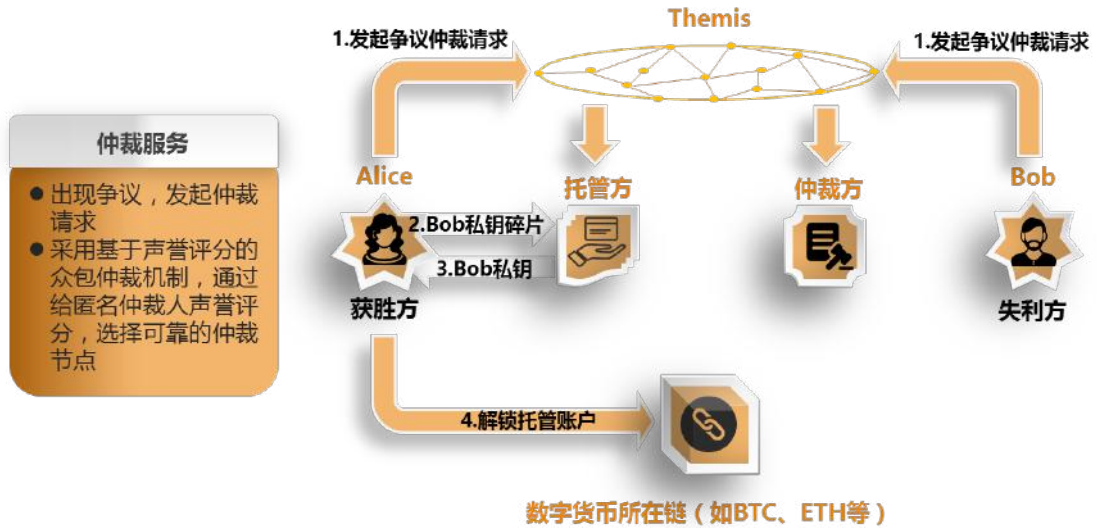 Themis
1.发起争议仲裁请求
1.发起争议仲裁请求
仲裁服务
● 出现争议，发起仲裁
请求
● 采用基于声誉评分的
众包仲裁机制，通过
给匿名仲裁人声誉评
分，选择可靠的仲裁
节点
Alice
托管方
仲裁方
Bob
2.Bob私钥碎片
3.Bob私钥
获胜方
失利方
4.解锁托管账户
数字货币所在链（如BTC、ETH等）